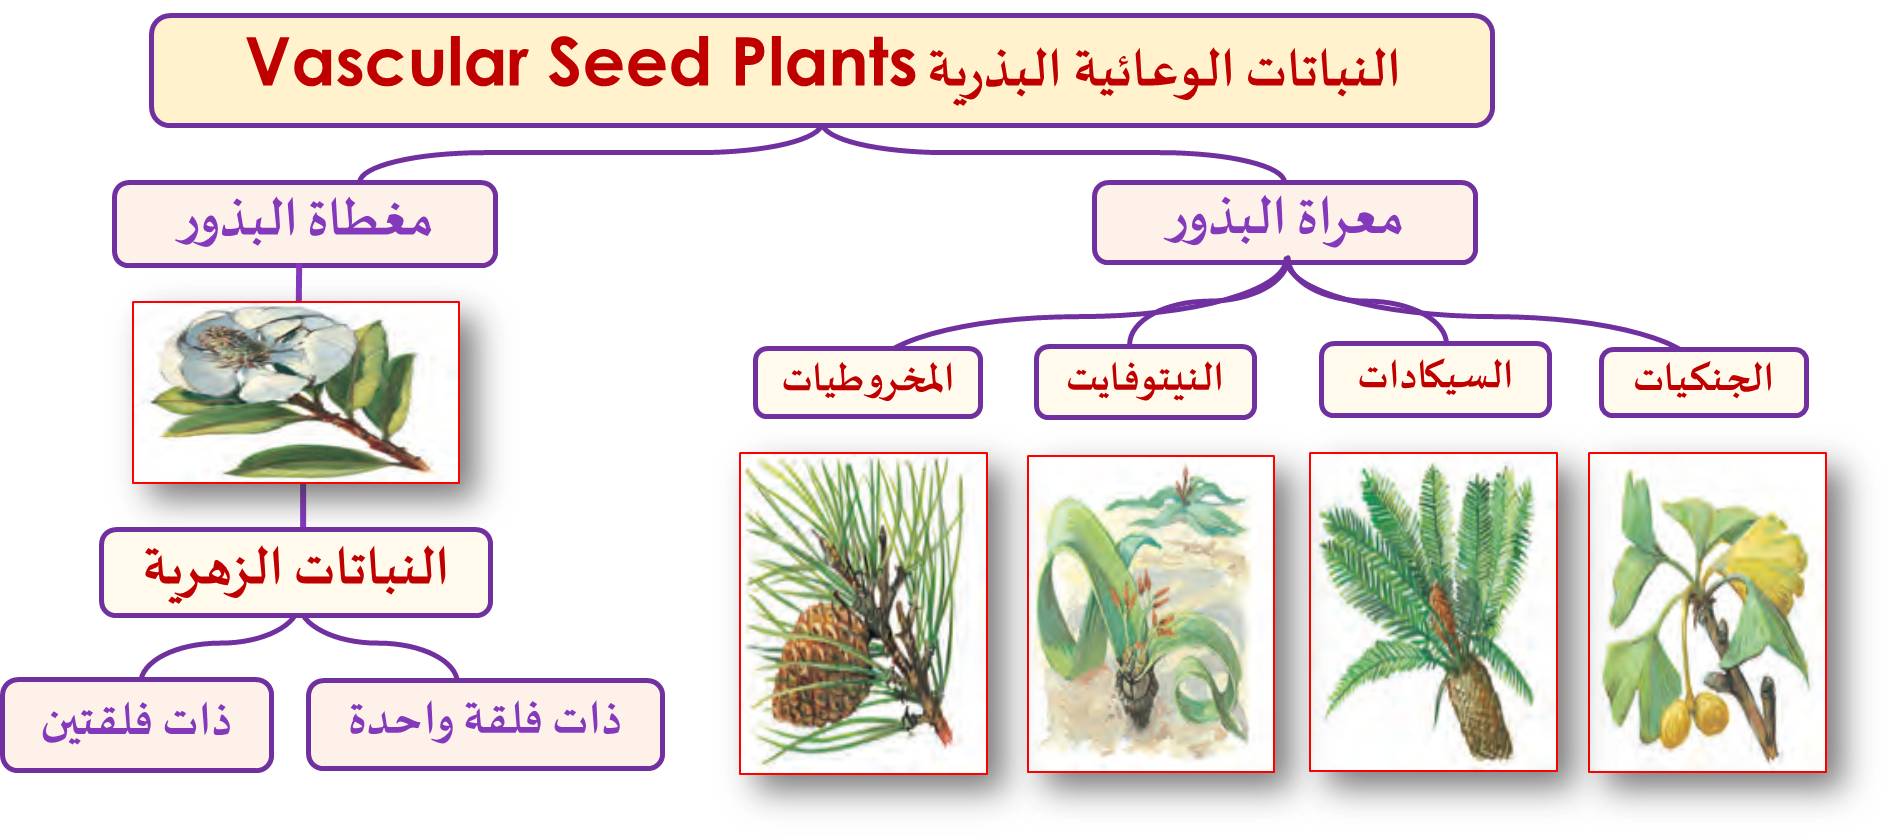 النباتات الوعائية البذرية Vascular Seed Plants
معراة البذور
مغطاة البذور
الجنكيات
السيكادات
النيتوفايت
المخروطيات
النباتات الزهرية
ذات فلقة واحدة
ذات فلقتين